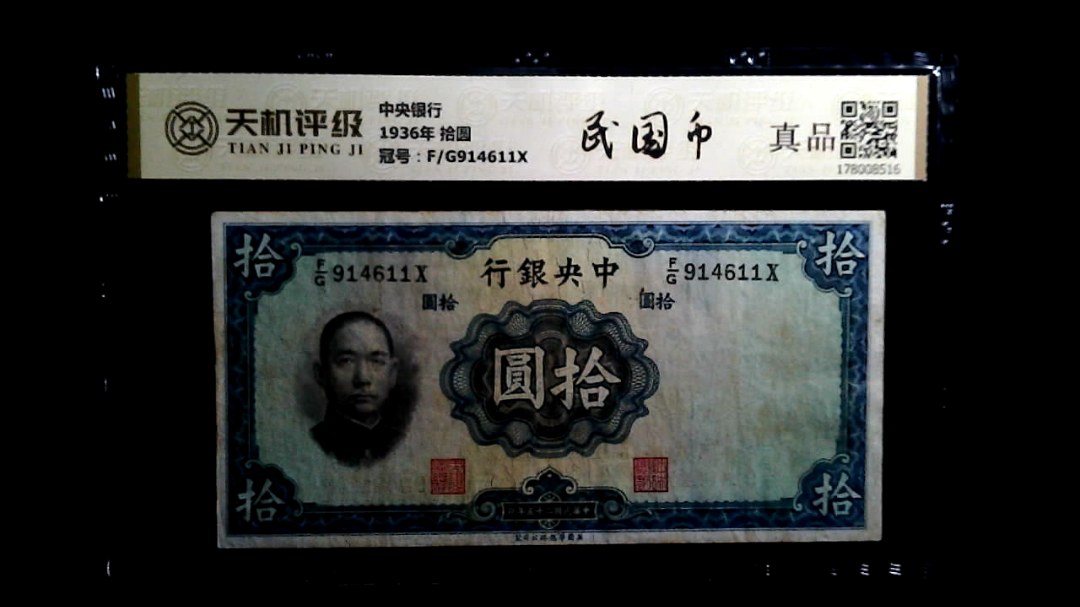 天机评级
TIAN JI PING JI
中央银行
1936年 拾圆
冠号：F/G914611X
民国币
真品
178008516
拾
拾
F/G 914611X
行銀央中
F/G 914611X
圓拾
圓拾
圓拾
拾
拾